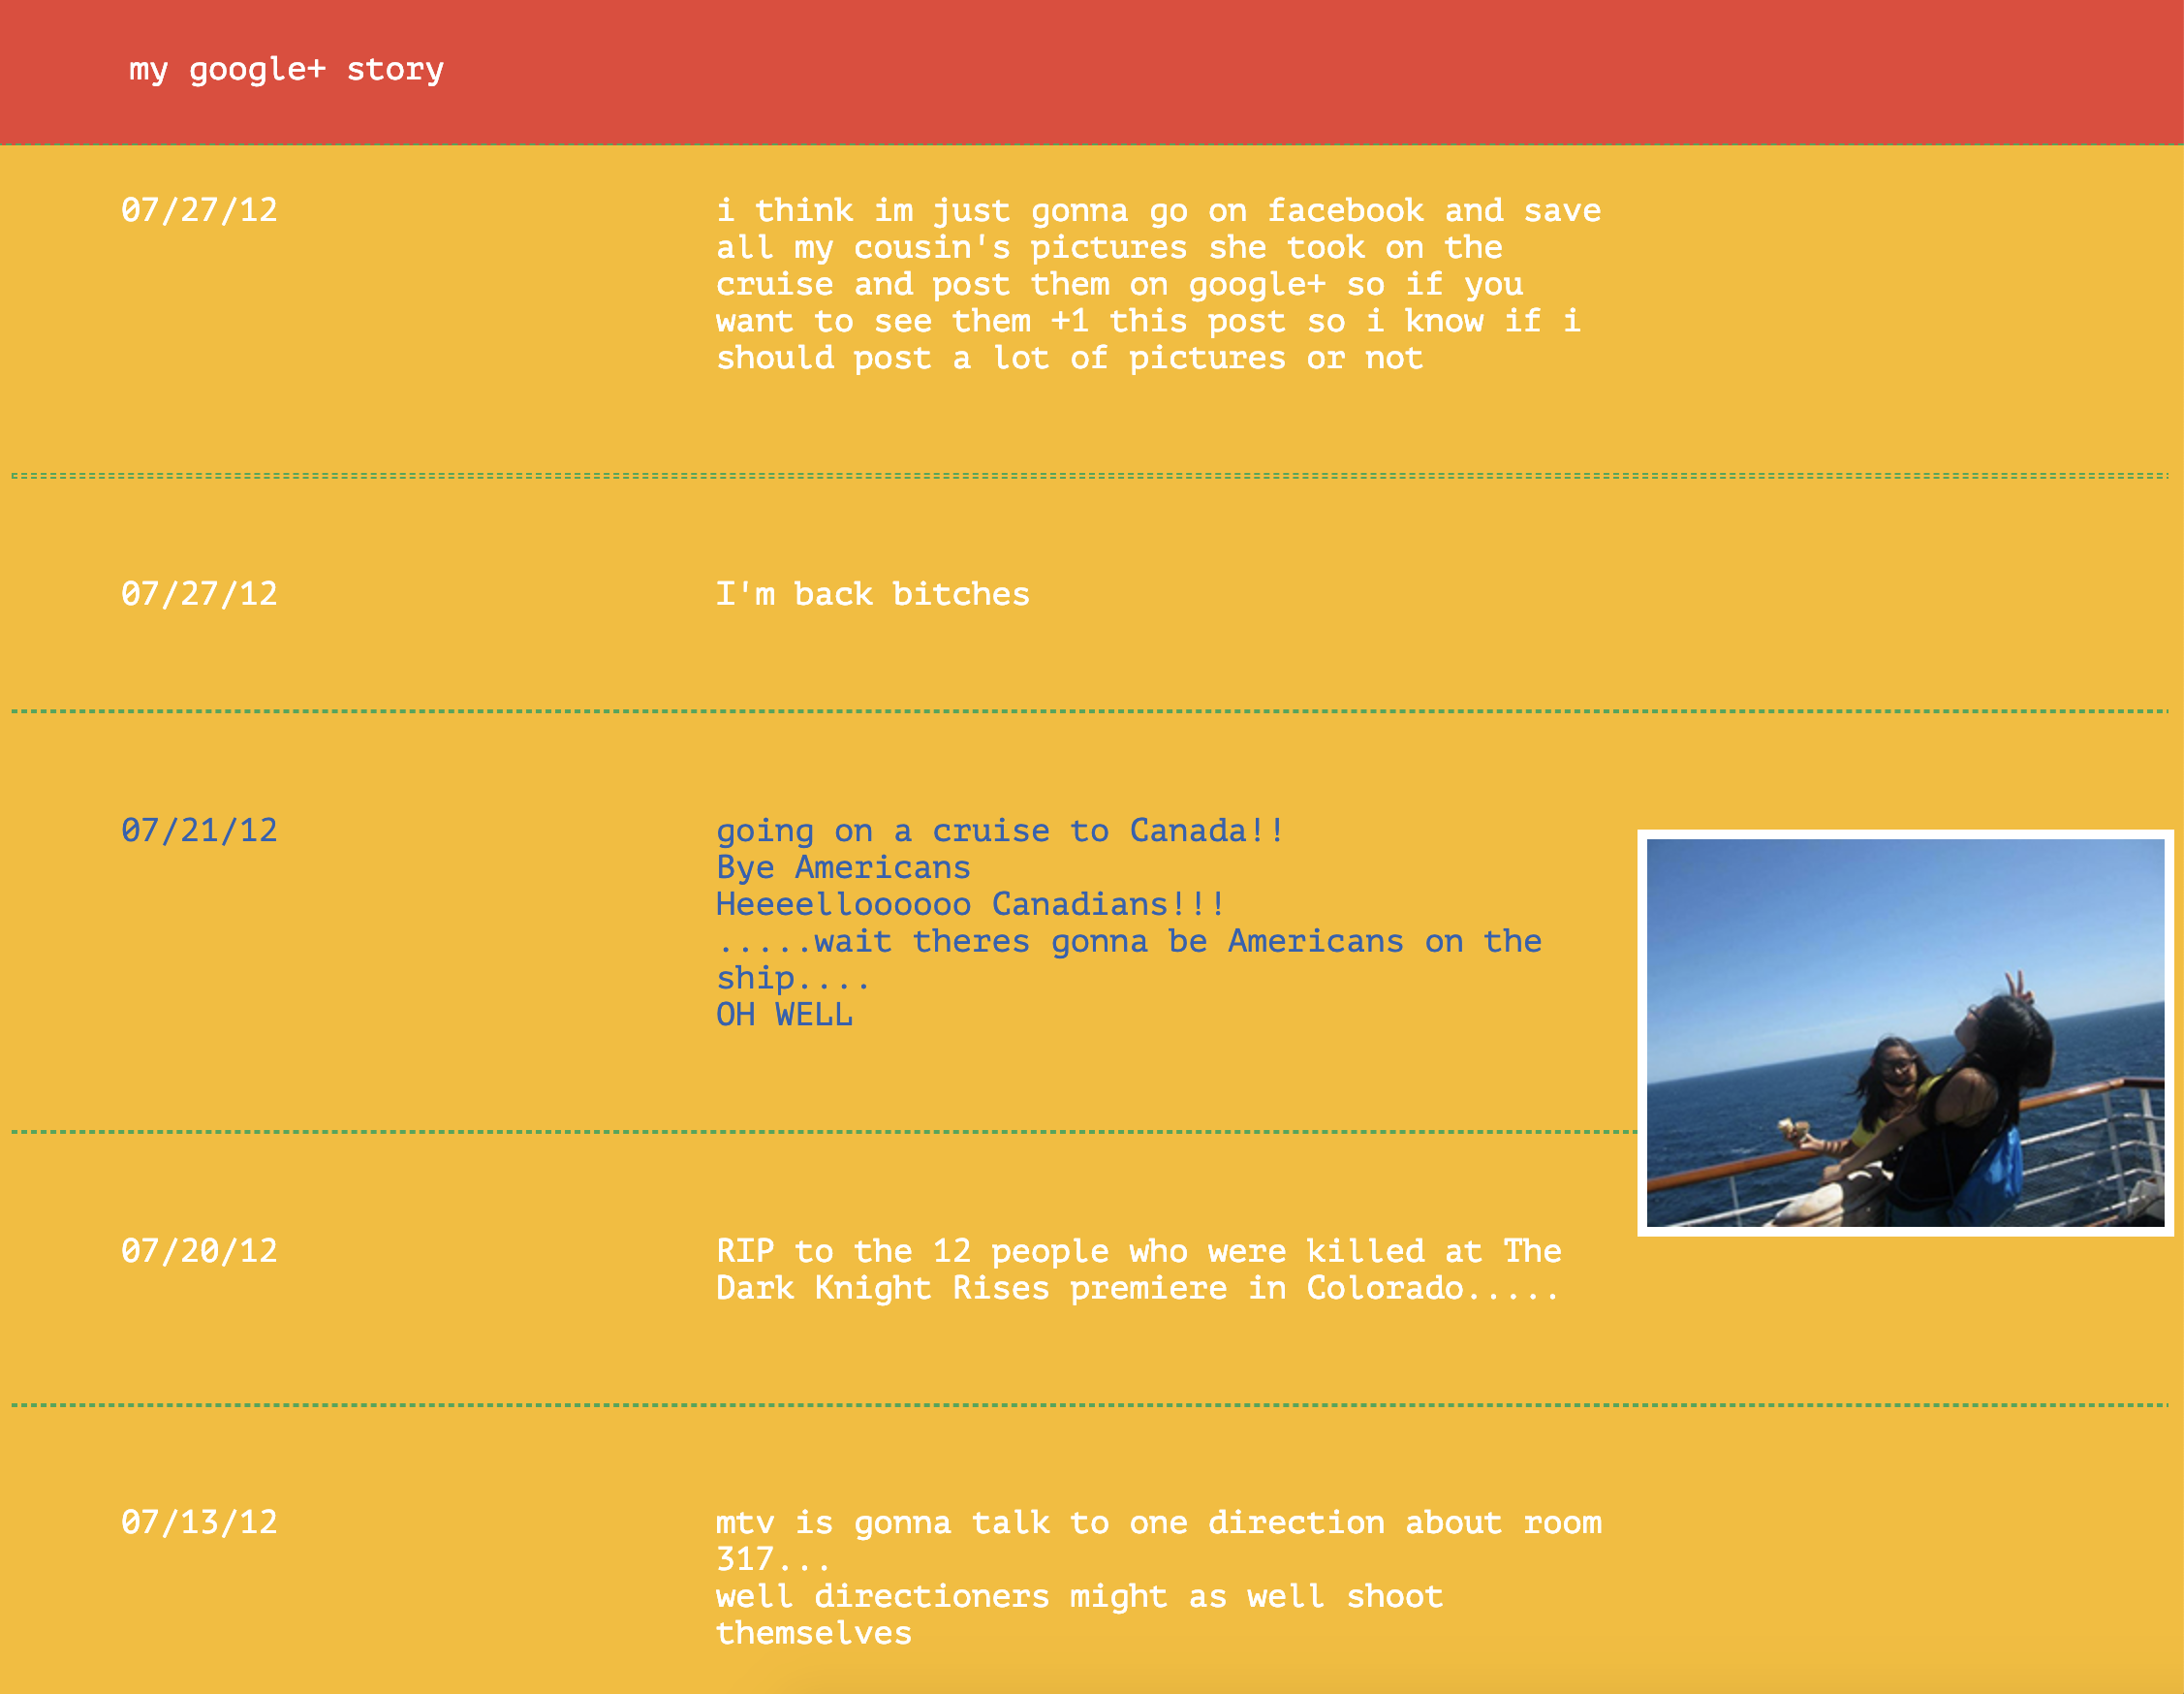 my google+ story
07/27/12
i think im just gonna go on facebook and save
all my cousin's pictures she took on the
cruise and post them on google+ so if you
want to see them +1 this post so i know if i
should post a lot of pictures or not
07/27/12
I'm back bitches
07/21/12
going on a cruise to Canada!!
Bye Americans
Heeeelloooooo Canadians!!!
.....wait theres gonna be Americans on the
ship....
OH WELL
07/20/12
RIP to the 12 people who were killed at The
Dark Knight Rises premiere in Colorado.....
07/13/12
mtv is gonna talk to one direction about room
317...
well directioners might as well shoot
themselves